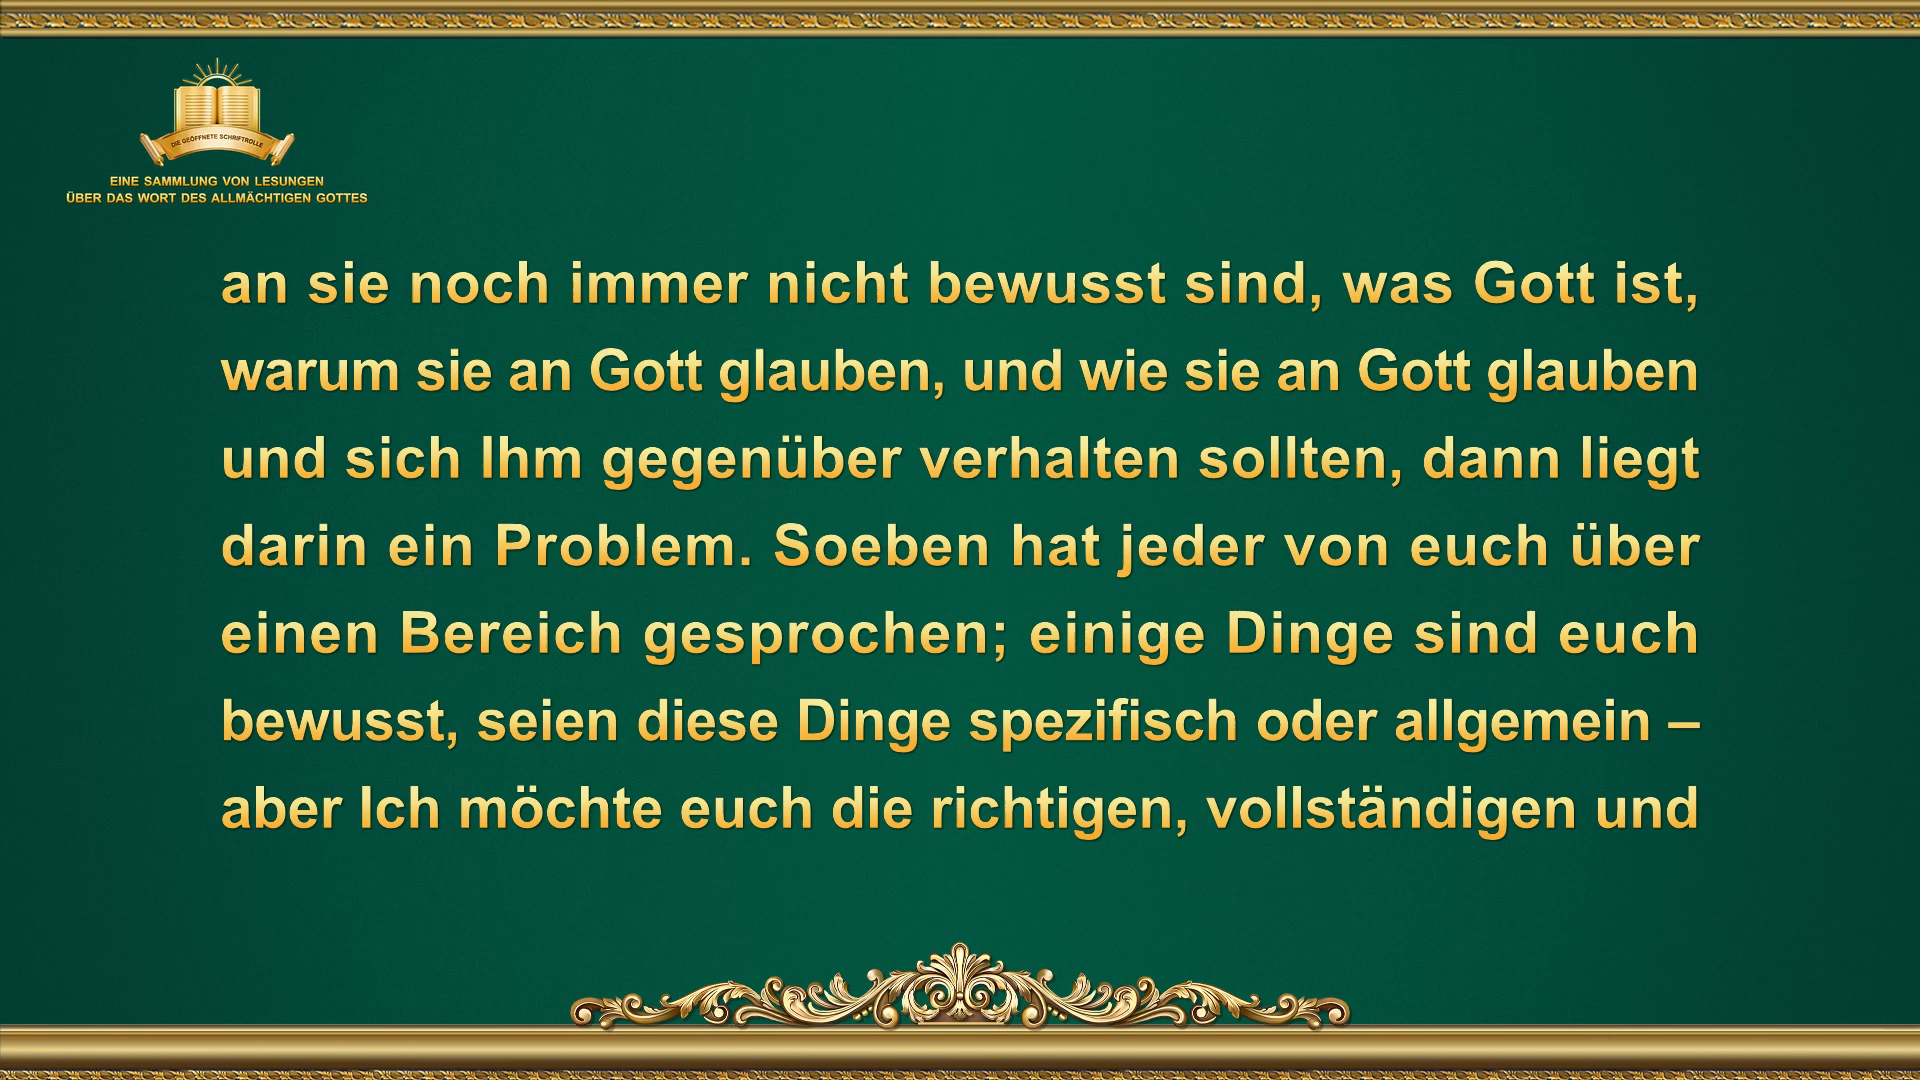 DIE GEÖFFNETE SCHRIFTROLLE
EINE SAMMLUNG VON LESUNGEN
ÜBER DAS WORT DES ALLMÄCHTIGEN GOTTES
an sie noch immer nicht bewusst sind, was Gott ist,
warum sie an Gott glauben, und wie sie an Gott glauben
und sich Ihm gegenüber verhalten sollten, dann liegt
darin ein Problem. Soeben hat jeder von euch über
einen Bereich gesprochen; einige Dinge sind euch
bewusst, seien diese Dinge spezifisch oder allgemein –
aber Ich möchte euch die richtigen, vollständigen und